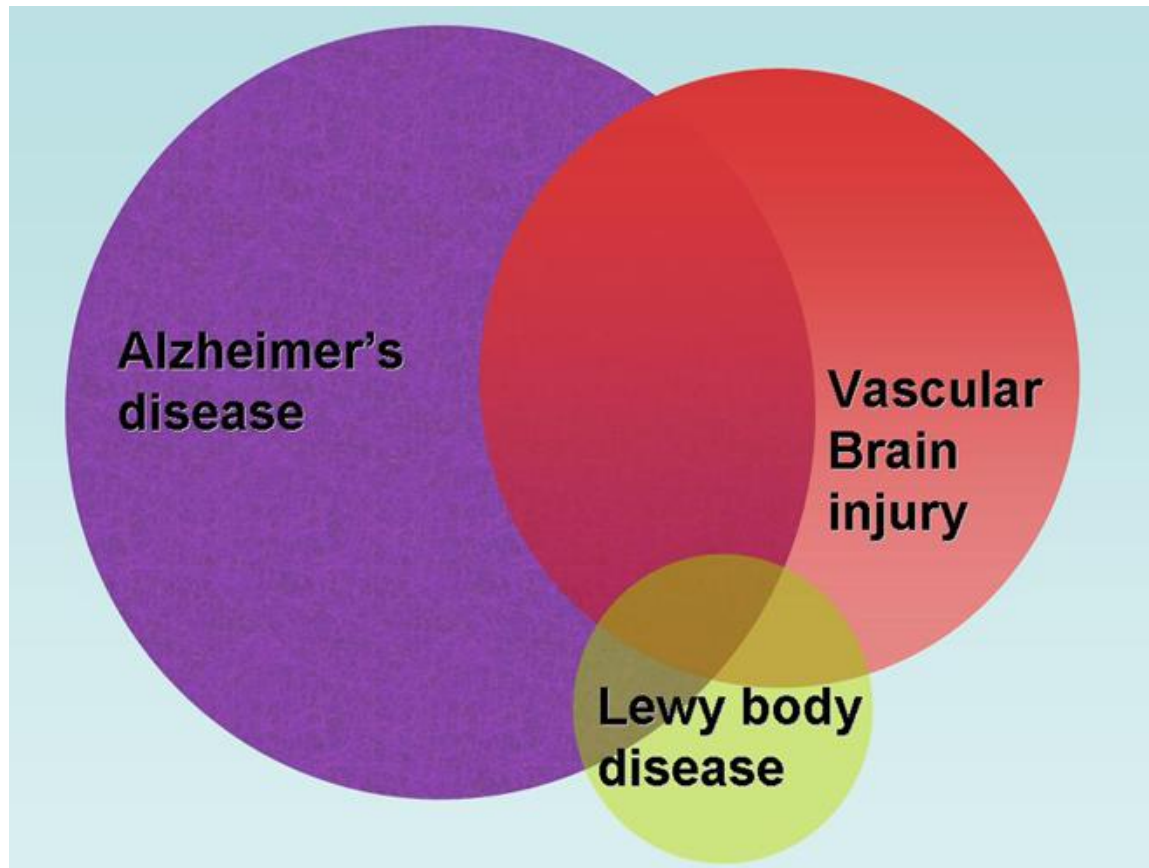 Alzheimer’s
disease
Vascular
Brain
injury
Lewy body
disease